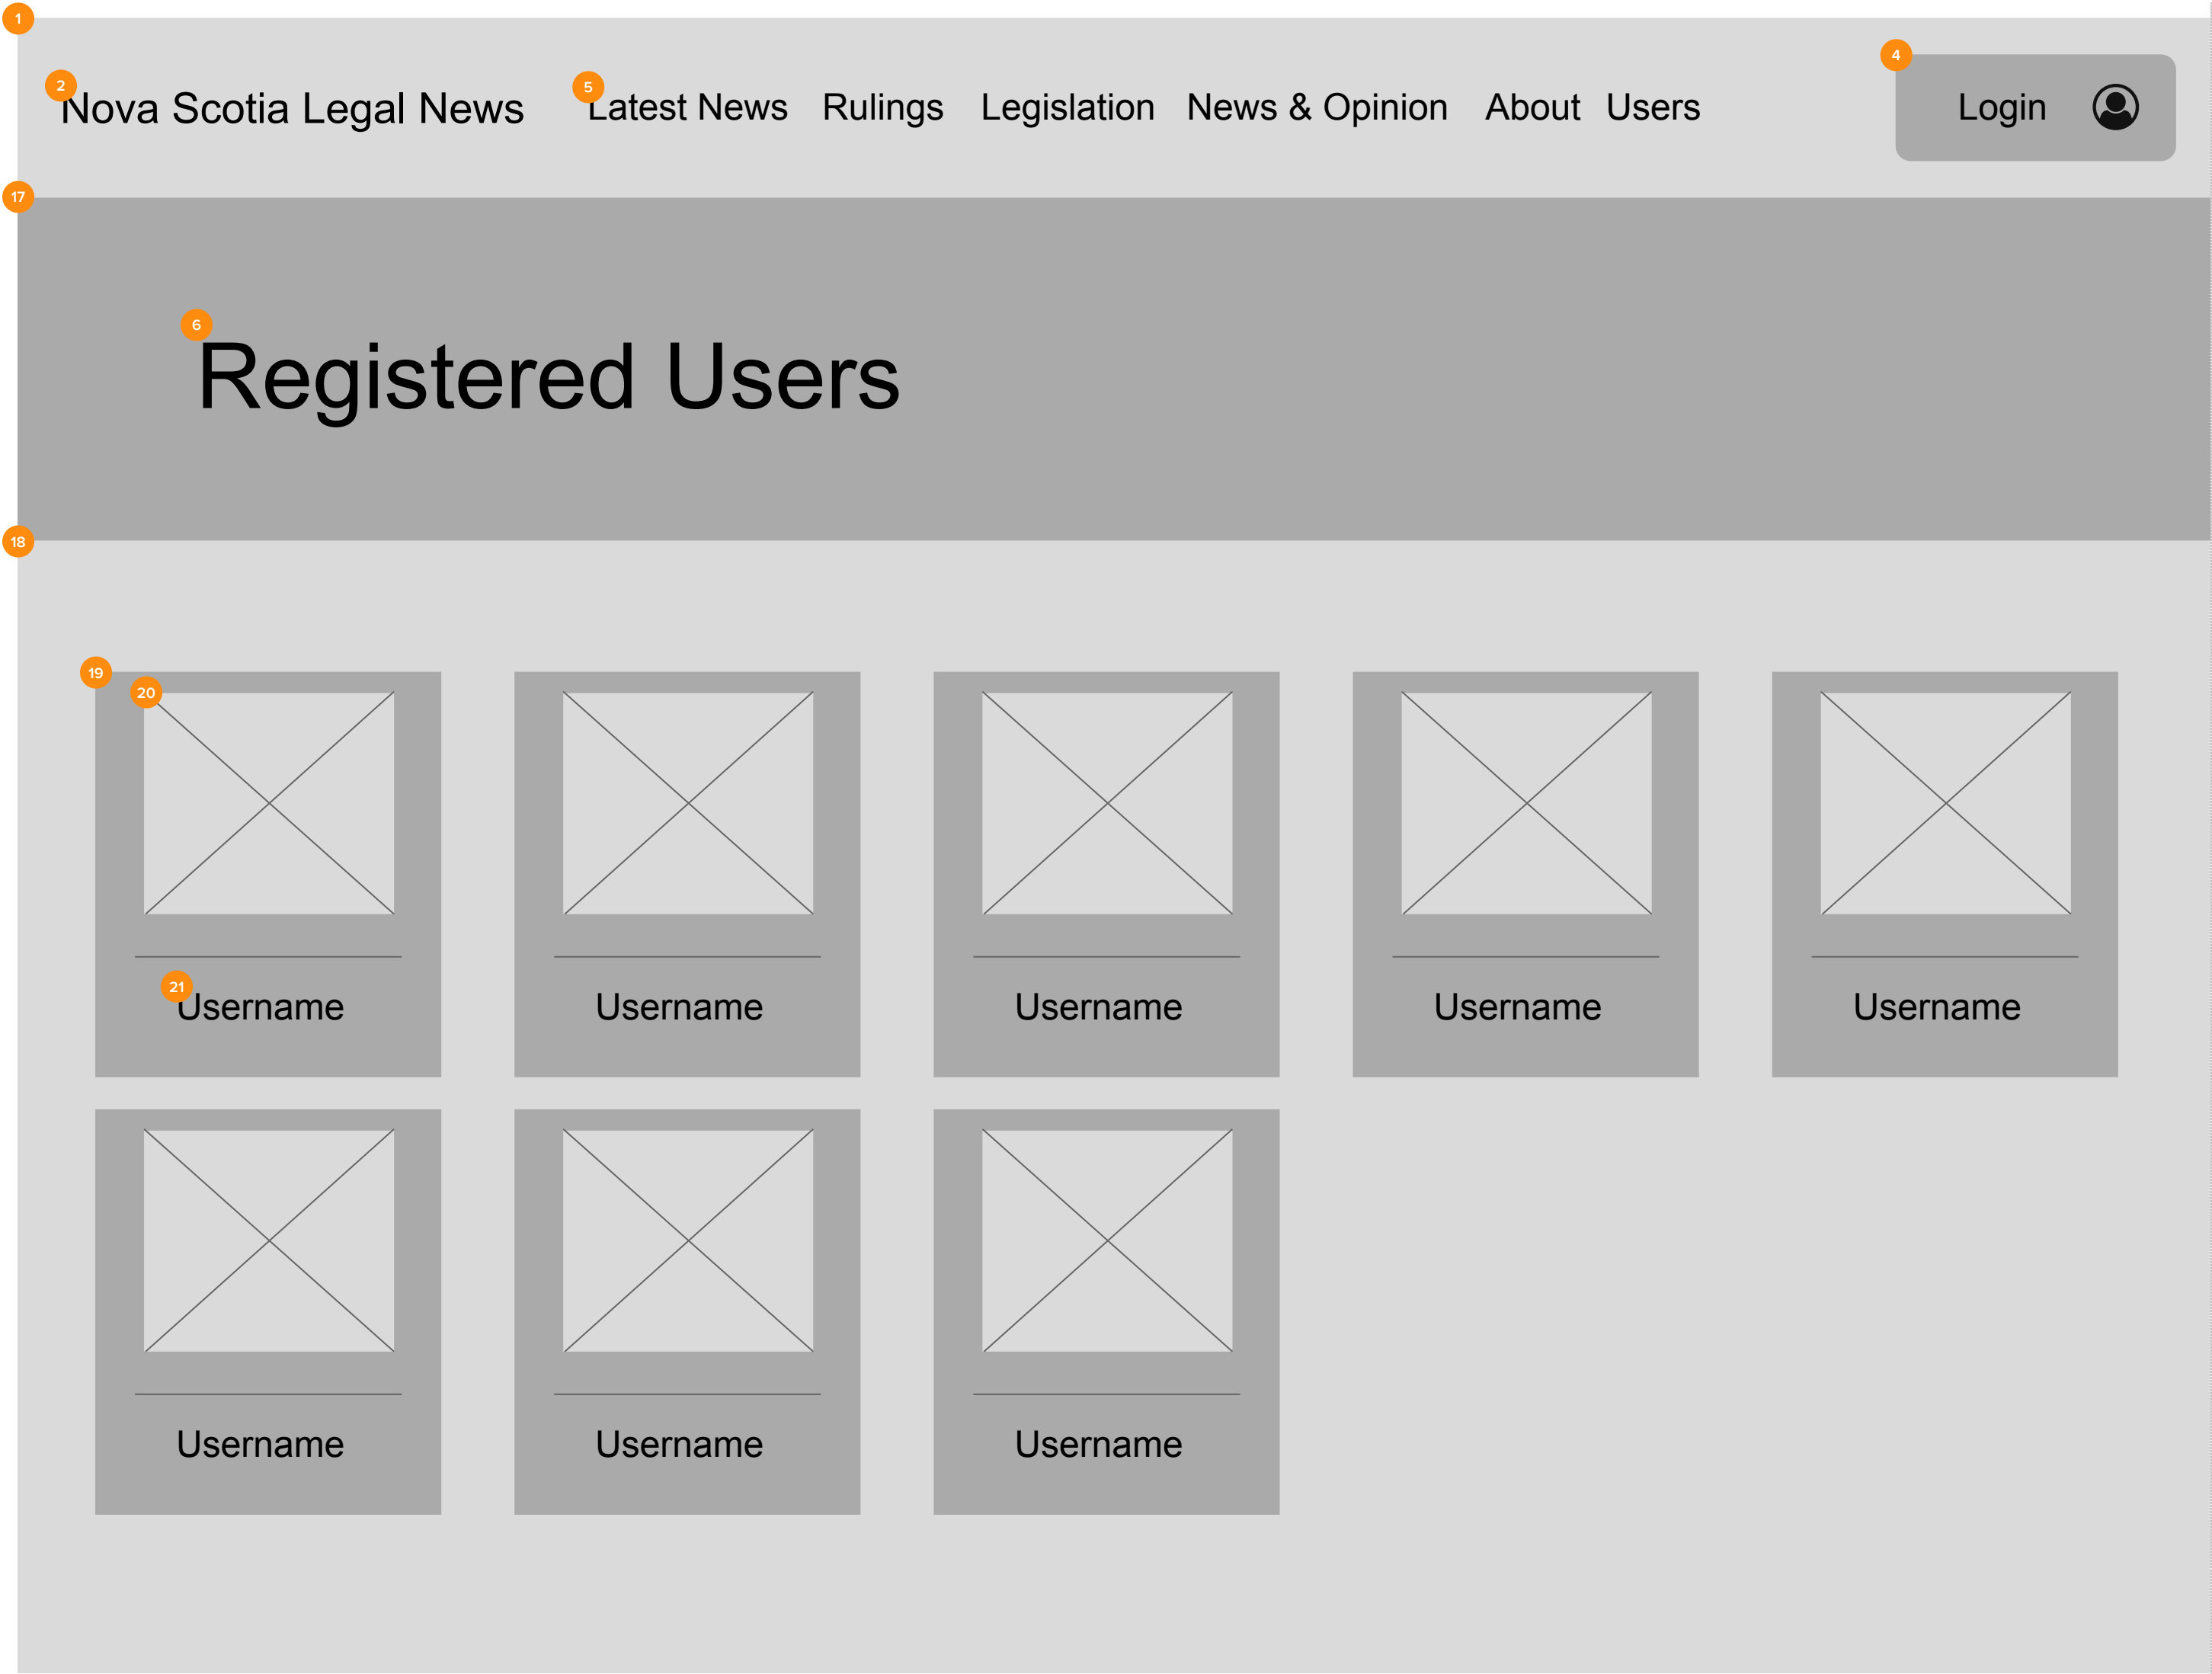 1
2 Nova Scotia Legal News 5 Latest News Rulings Legislation News & Opinion About Users 4 Login
17
6 Registered Users
18
19 20
21 Username Username Username Username Username
Username Username Username